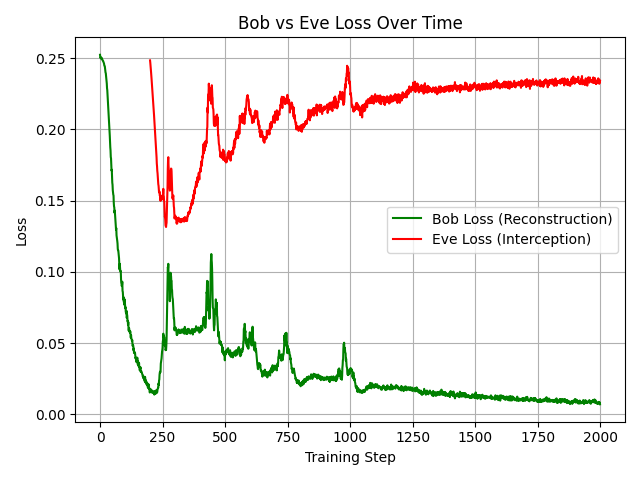 Bob vs Eve Loss Over Time
0.25
0.20
0.15
0.10
0.05
0.00
Loss
Bob Loss (Reconstruction)
Eve Loss (Interception)
0 250 500 750 1000 1250 1500 1750 2000
Training Step